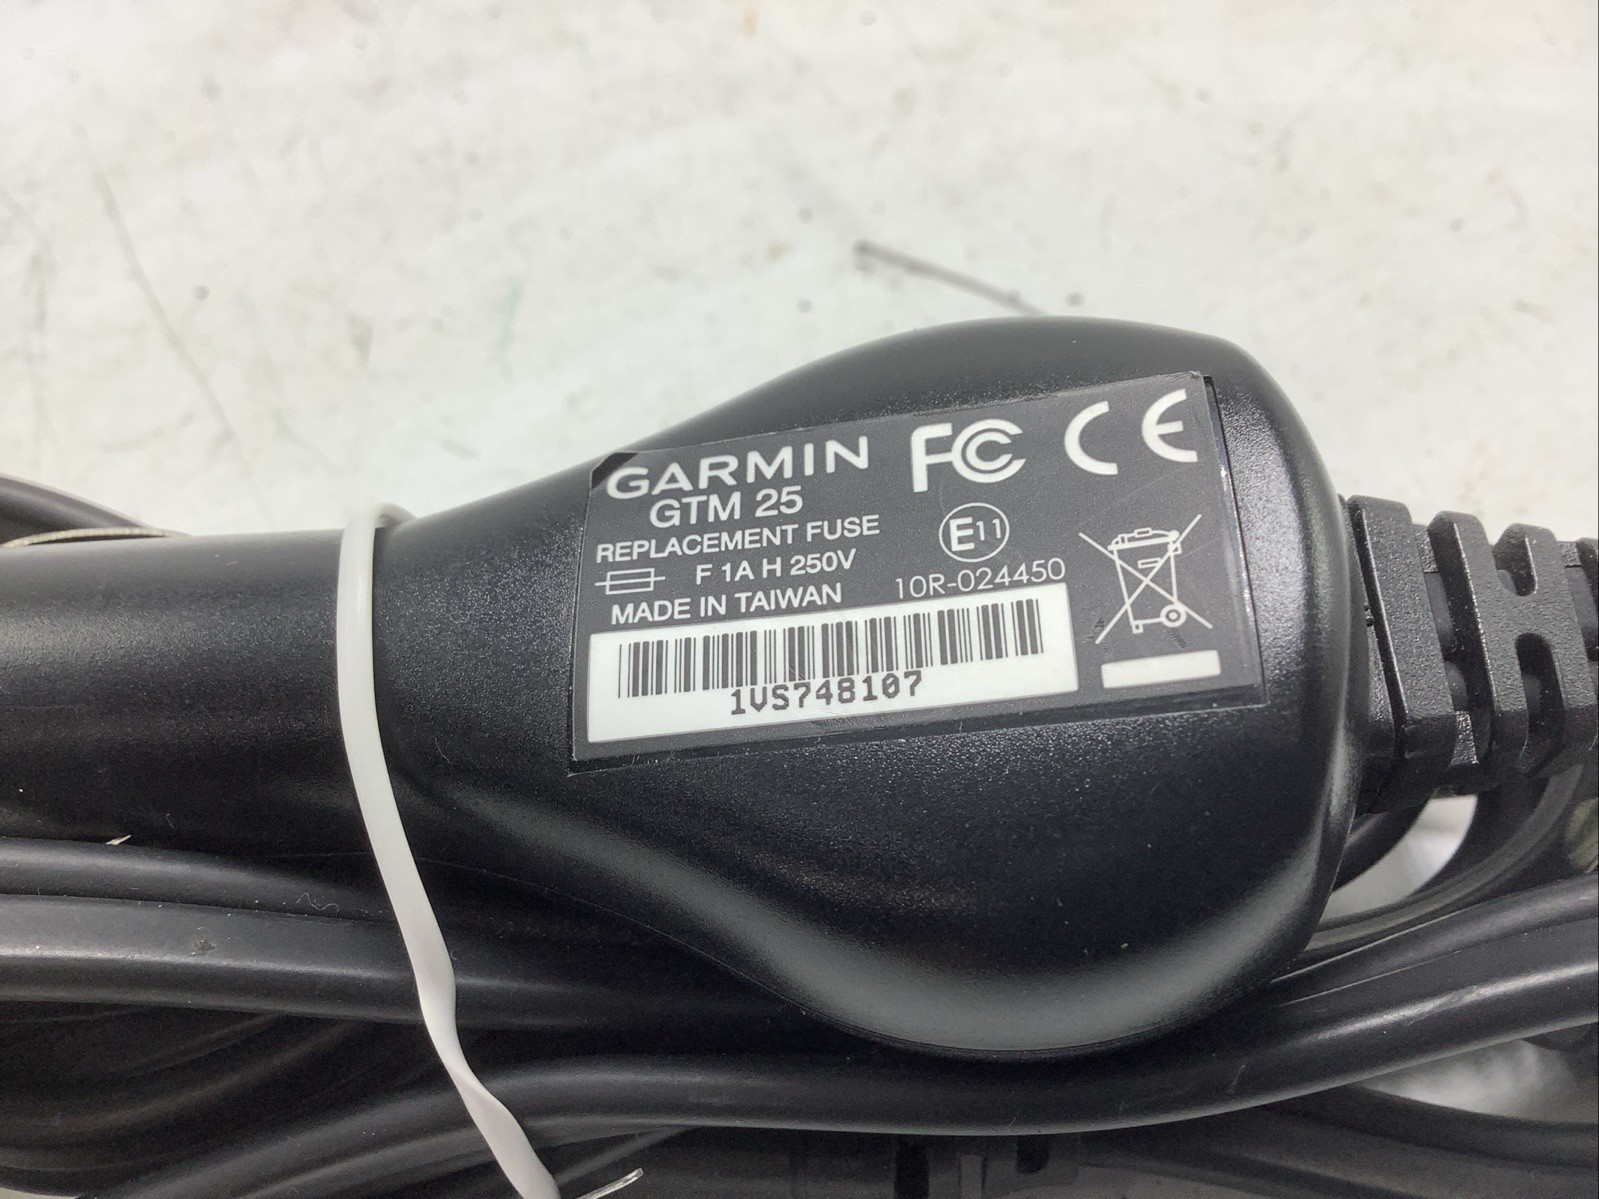 GARMIN FC CE
GTM 25
REPLACEMENT FUSE E11
F 1A H 250V
MADE IN TAIWAN 10R-024450
1VS748107